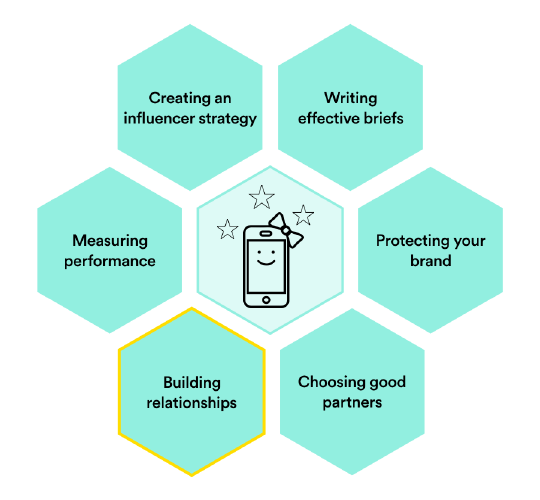 Creating an
influencer strategy
Writing
effective briefs
Measuring
performance
Protecting your
brand
Building
relationships
Choosing good
partners